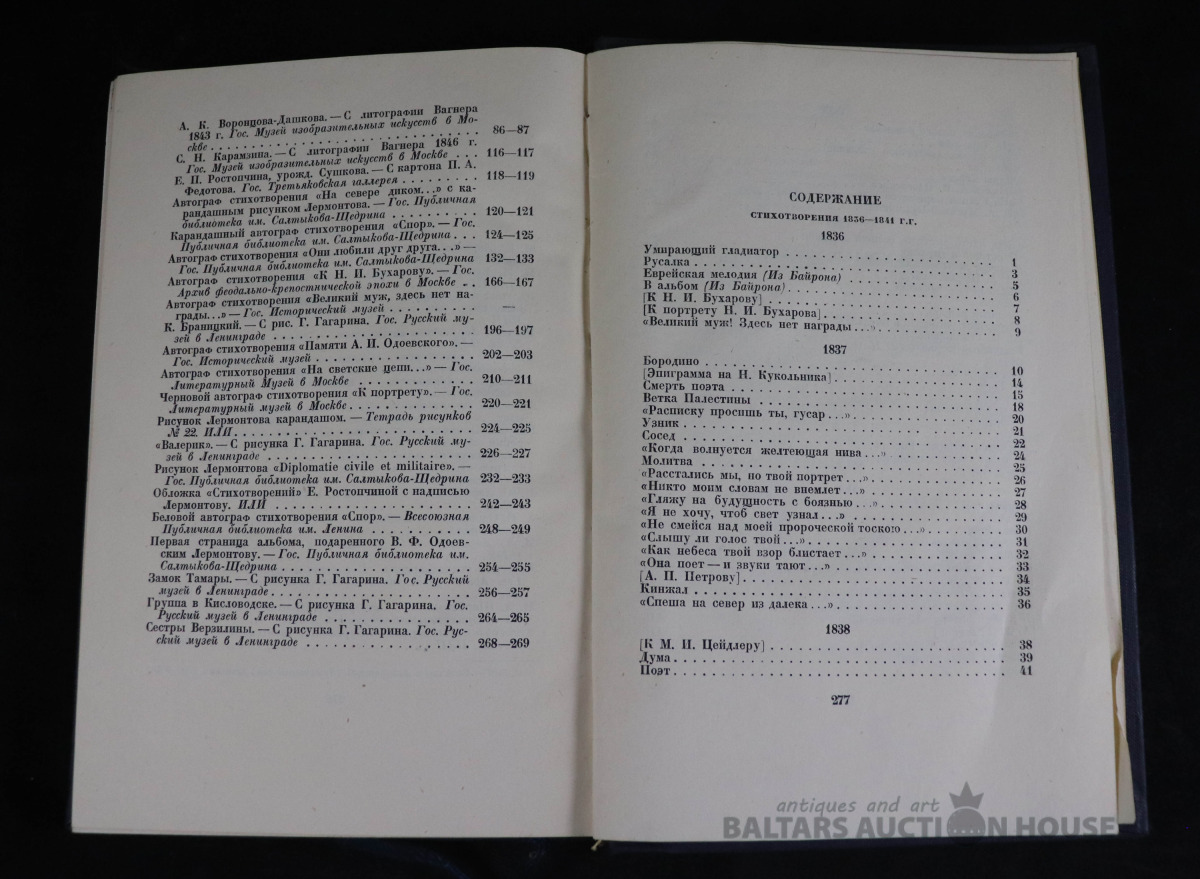 А. К. Воронцова-Дашкова. — С литографии Вагнера
1843 г. Гос. Музей изобразительных искусств в Мо-
скве . . . . . . . . . . 86—87
С. Н. Карамзина. — С литографии Вагнера 1846 г.
Гос. Музей изобразительных искусств в Москве . . . 116—117
Е. П. Ростопчина, урожд. Сушкова. — С картона П. А.
Федотова. Гос. Третьяковская галлерея . . . . . . 118—119
Автограф стихотворения «На севере диком...» с ка-
рандашным рисунком Лермонтова. — Гос. Публичная
библиотека им. Салтыкова-Щедрина . . . . . . 120—121
Карандашный автограф стихотворения «Спор». — Гос.
Публичная библиотека им. Салтыкова-Щедрина . . . 124—125
Автограф стихотворения «Они любили друг друга...» —
Гос. Публичная библиотека им. Салтыкова-Щедрина 132—133
Автограф стихотворения «К Н. И. Бухарову». — Гос.
Архив феодально-крепостнической эпохи в Москве . . 166—167
Автограф стихотворения «Великий муж, здесь нет на-
грады...» — Гос. Исторический музей . . . . . . —
К. Браницкий. — С рис. Г. Гагарина. Гос. Русский му-
зей в Ленинграде . . . . . . 196—197
Автограф стихотворения «Памяти А. И. Одоевского». —
Гос. Исторический музей . . . . . . 202—203
Автограф стихотворения «На светские цепи...» — Гос.
Литературный Музей в Москве . . . . . . 210—211
Черновой автограф стихотворения «К портрету». — Гос.
Литературный музей в Москве . . . . . . 220—221
Рисунок Лермонтова карандашом. — Тетрадь рисунков
№ 22. ИЛИ . . . . . . 224—225
«Валерик». — С рисунка Г. Гагарина. Гос. Русский му-
зей в Ленинграде . . . . . . 226—227
Рисунок Лермонтова «Diplomatie civile et militaire». —
Гос. Публичная библиотека им. Салтыкова-Щедрина 232—233
Обложка «Стихотворений» Е. Ростопчиной с надписью
Лермонтову. ИЛИ . . . . . . 242—243
Беловой автограф стихотворения «Спор». — Всесоюзная
Публичная библиотека им. Ленина . . . . . . 248—249
Первая страница альбома, подаренного В. Ф. Одоев-
ским Лермонтову. — Гос. Публичная библиотека им.
Салтыкова-Щедрина . . . . . . 254—255
Замок Тамары. — С рисунка Г. Гагарина. Гос. Русский
музей в Ленинграде . . . . . . 256—257
Группа в Кисловодске. — С рисунка Г. Гагарина. Гос.
Русский музей в Ленинграде . . . . . . 264—265
Сестры Верзилины. — С рисунка Г. Гагарина. Гос. Рус-
ский музей в Ленинграде . . . . . . 268—269
СОДЕРЖАНИЕ
СТИХОТВОРЕНИЯ 1836—1841 г.г.
1836
Умирающий гладиатор . . . . . . 1
Русалка . . . . . . 3
Еврейская мелодия (Из Байрона) . . . . . . 5
В альбом (Из Байрона) . . . . . . 6
[К Н. И. Бухарову] . . . . . . 7
[К портрету Н. И. Бухарова] . . . . . . 8
«Великий муж! Здесь нет награды...» . . . . . . 9
1837
Бородино . . . . . . 10
[Эпиграмма на Н. Кукольника] . . . . . . 14
Смерть поэта . . . . . . 15
Ветка Палестины . . . . . . 18
«Расписку просишь ты, гусар...» . . . . . . 20
Узник . . . . . . 21
Сосед . . . . . . 22
«Когда волнуется желтеющая нива...» . . . . . . 24
Молитва . . . . . . 25
«Расстались мы, но твой портрет...» . . . . . . 26
«Никто моим словам не внемлет...» . . . . . . 27
«Гляжу на будущность с боязнью...» . . . . . . 28
«Я не хочу, чтоб свет узнал...» . . . . . . 29
«Не смейся над моей пророческой тоскою...» . . . . . . 30
«Слышу ли голос твой...» . . . . . . 31
«Как небеса твой взор блистает...» . . . . . . 32
«Она поет — и звуки тают...» . . . . . . 33
[А. П. Петрову] . . . . . . 34
Кинжал . . . . . . 35
«Спеша на север из далека...» . . . . . . 36
1838
[К М. И. Цейдлеру] . . . . . . 38
Дума . . . . . . 39
Поэт . . . . . . 41
277
antiques and art
BALTARS AUCTION HOUSE